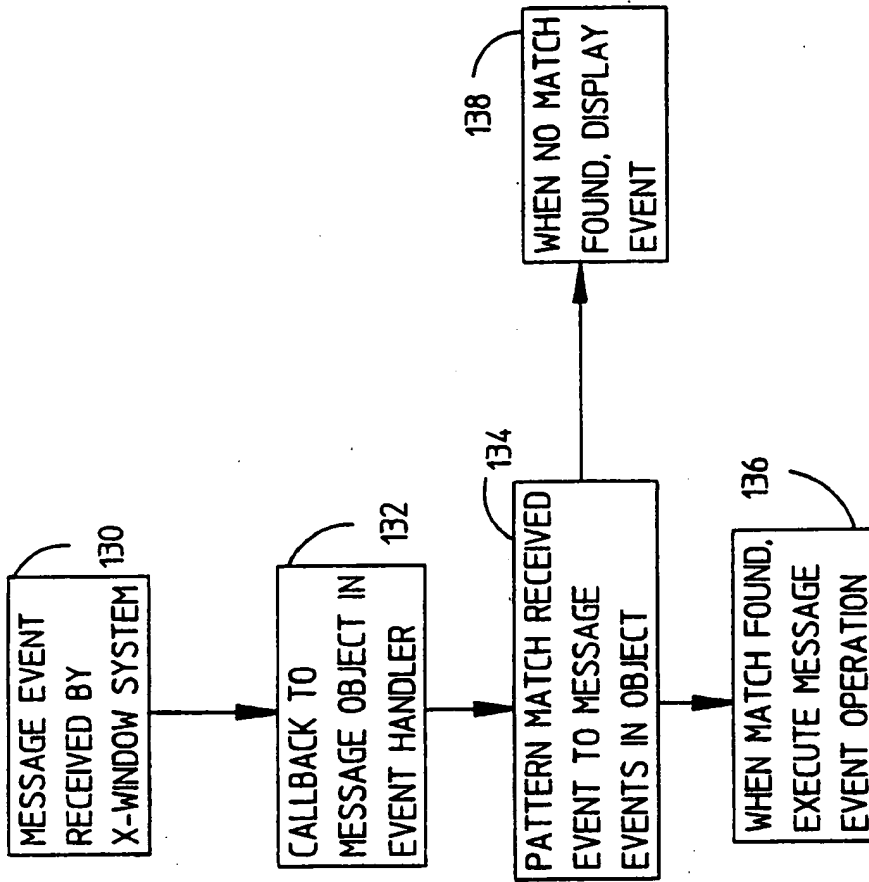 MESSAGE EVENT
RECEIVED BY
X-WINDOW SYSTEM
130
CALLBACK TO
MESSAGE OBJECT IN
EVENT HANDLER
132
PATTERN MATCH RECEIVED
EVENT TO MESSAGE
EVENTS IN OBJECT
134
WHEN MATCH FOUND,
EXECUTE MESSAGE
EVENT OPERATION
136
WHEN NO MATCH
FOUND, DISPLAY
EVENT
138